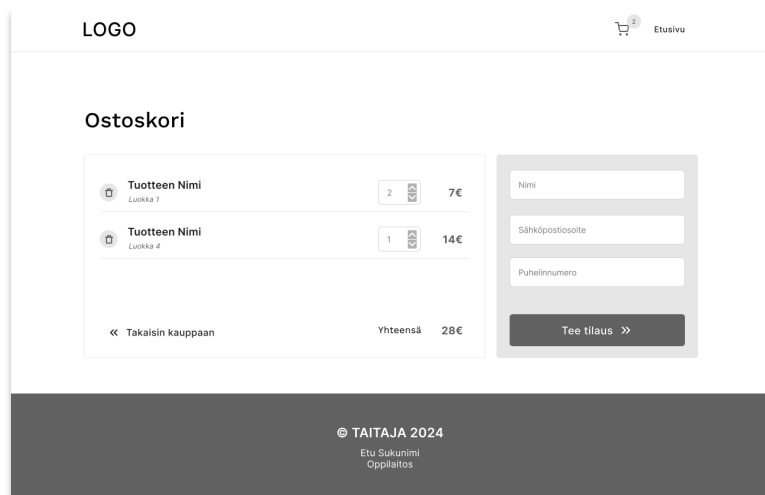 LOGO
2
Etusivu
Ostoskori
Tuotteen Nimi
Luokka 1
2
7€
Tuotteen Nimi
Luokka 4
1
14€
Takaisin kauppaan
Yhteensä
28€
Nimi
Sähköpostiosoite
Puhelinnumero
Tee tilaus
© TAITAJA 2024
Etu Sukunimi
Oppilaitos